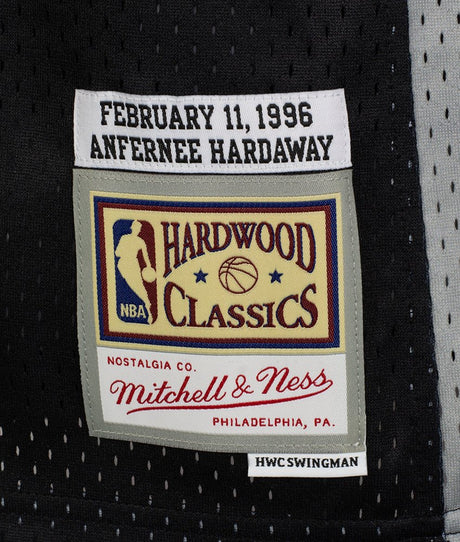 FEBRUARY 11, 1996
ANFERNEE HARDAWAY
HARDWOOD
CLASSICS
NBA
NOSTALGIA CO.
Mitchell & Ness
PHILADELPHIA, PA.
HWC SWINGMAN